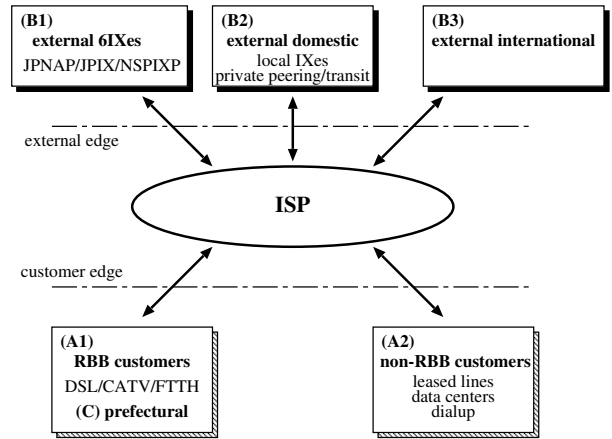 (B1)
external 6IXes
JPNAP/JPIX/NSPIXP
(B2)
external domestic
local IXes
private peering/transit
(B3)
external international
external edge
ISP
customer edge
(A1)
RBB customers
DSL/CATV/FTTH
(C) prefectural
(A2)
non-RBB customers
leased lines
data centers
dialup